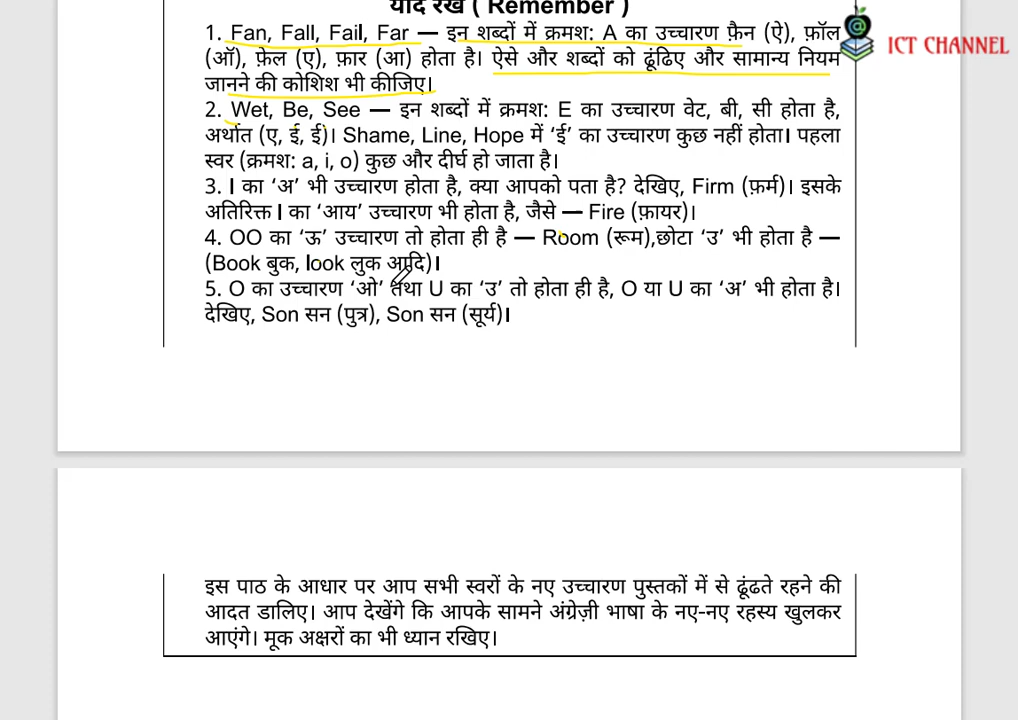 याद रखें ( Remember )
ICT CHANNEL
1. Fan, Fall, Fail, Far — इन शब्दों में क्रमश: A का उच्चारण फ़ैन (ऐ), फ़ॉल
(ऑ), फ़ेल (ए), फ़ार (आ) होता है। ऐसे और शब्दों को ढूंढिए और सामान्य नियम
जानने की कोशिश भी कीजिए।
2. Wet, Be, See — इन शब्दों में क्रमश: E का उच्चारण वेट, बी, सी होता है,
अर्थात (ए, ई, ई)। Shame, Line, Hope में ‘ई’ का उच्चारण कुछ नहीं होता। पहला
स्वर (क्रमश: a, i, o) कुछ और दीर्घ हो जाता है।
3. I का ‘अ’ भी उच्चारण होता है, क्या आपको पता है? देखिए, Firm (फ़र्म)। इसके
अतिरिक्त I का ‘आय’ उच्चारण भी होता है, जैसे — Fire (फ़ायर)।
4. OO का ‘ऊ’ उच्चारण तो होता ही है — Room (रूम),छोटा ‘उ’ भी होता है —
(Book बुक, look लुक आदि)।
5. O का उच्चारण ‘ओ’ तथा U का ‘उ’ तो होता ही है, O या U का ‘अ’ भी होता है।
देखिए, Son सन (पुत्र), Son सन (सूर्य)।
इस पाठ के आधार पर आप सभी स्वरों के नए उच्चारण पुस्तकों में से ढूंढते रहने की
आदत डालिए। आप देखेंगे कि आपके सामने अंग्रेज़ी भाषा के नए-नए रहस्य खुलकर
आएंगे। मूक अक्षरों का भी ध्यान रखिए।